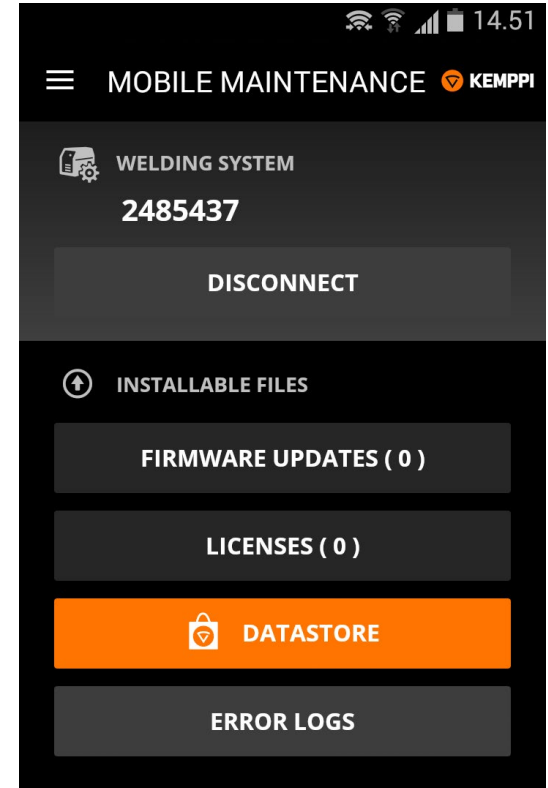 14.51
MOBILE MAINTENANCE KEMPPI
WELDING SYSTEM
2485437
DISCONNECT
INSTALLABLE FILES
FIRMWARE UPDATES ( 0 )
LICENSES ( 0 )
DATASTORE
ERROR LOGS